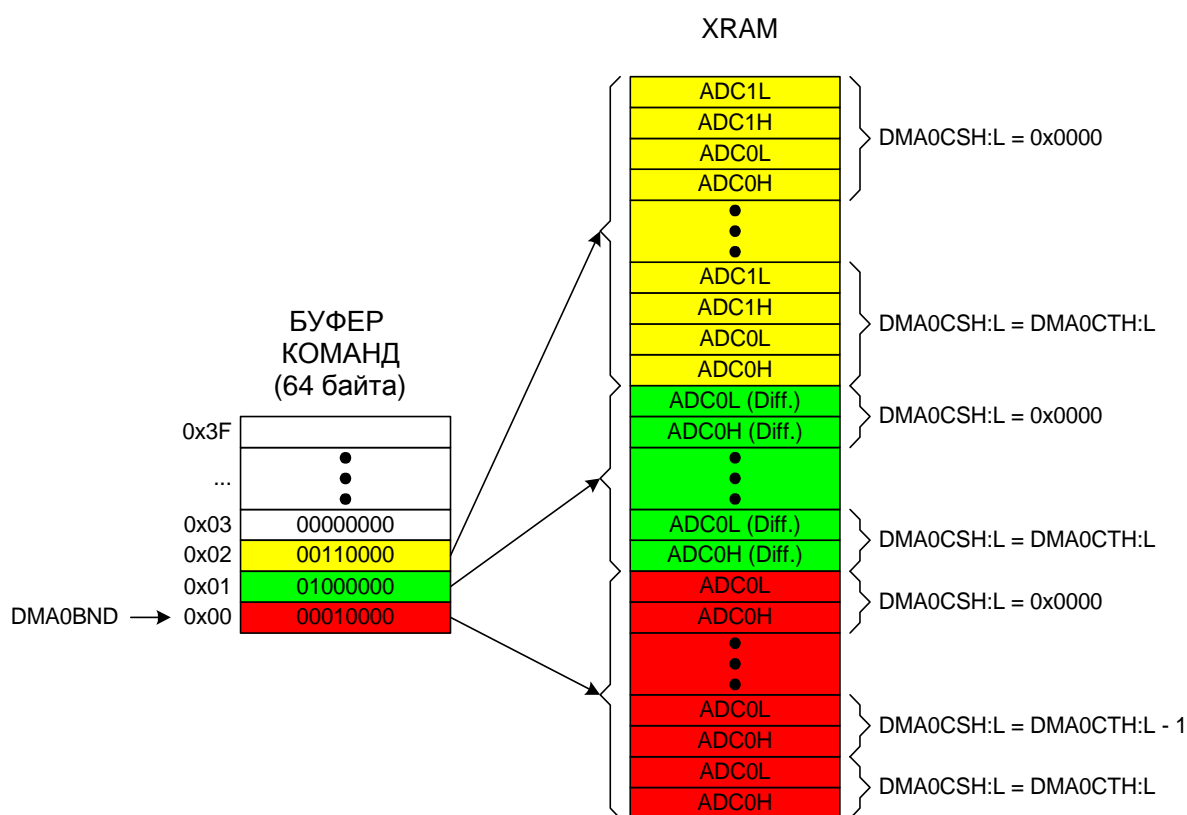 XRAM
ADC1L
ADC1H
ADC0L
ADC0H
DMA0CSH:L = 0x0000
ADC1L
ADC1H
ADC0L
ADC0H
DMA0CSH:L = DMA0CTH:L
ADC0L (Diff.)
ADC0H (Diff.)
DMA0CSH:L = 0x0000
ADC0L (Diff.)
ADC0H (Diff.)
DMA0CSH:L = DMA0CTH:L
ADC0L
ADC0H
DMA0CSH:L = 0x0000
ADC0L
ADC0H
DMA0CSH:L = DMA0CTH:L - 1
ADC0L
ADC0H
DMA0CSH:L = DMA0CTH:L
БУФЕР
КОМАНД
(64 байта)
0x3F
...
0x03 00000000
0x02 00110000
0x01 01000000
DMA0BND 0x00 00010000